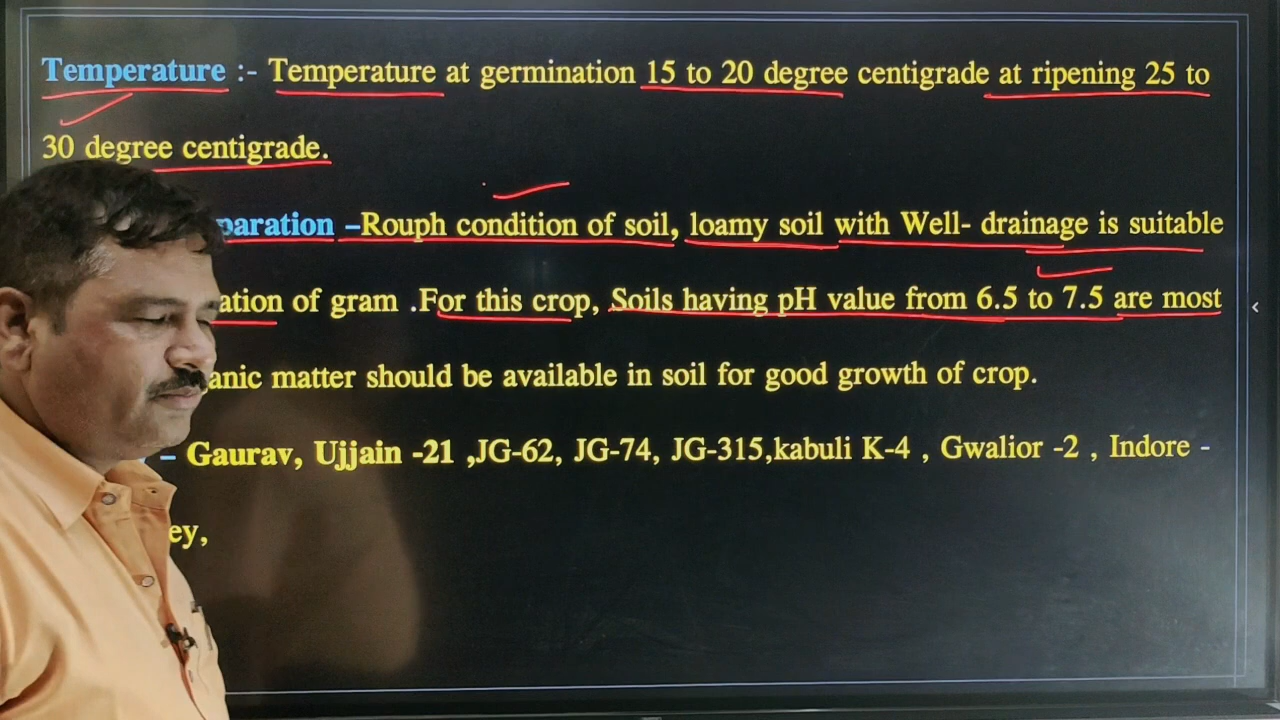 Temperature :- Temperature at germination 15 to 20 degree centigrade at ripening 25 to
30 degree centigrade.
paration –Rouph condition of soil, loamy soil with Well- drainage is suitable
ation of gram .For this crop, Soils having pH value from 6.5 to 7.5 are most
anic matter should be available in soil for good growth of crop.
– Gaurav, Ujjain -21 ,JG-62, JG-74, JG-315,kabuli K-4 , Gwalior -2 , Indore -
ey,